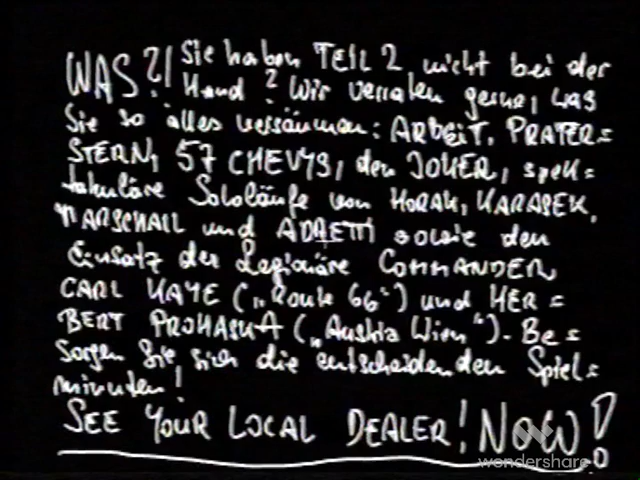 WAS?! Sie haben TEIL 2 nicht bei der
Hand? Wir verraten gerne, was
Sie so alles versäumen: ARBEIT, PRATER=
STERN, 57 CHEVYS, den JOKER, spek=
takuläre Sololäufe von HORAK, KARASEK,
MARSCHALL und ADRETTI sowie den
Einsatz der Legionäre COMMANDER
CARL KAYE („Route 66“) und HER=
BERT PROHASKA („Austria Wien“). Be=
sorgen Sie sich die entscheidenden Spiel=
minuten!
SEE YOUR LOCAL DEALER! NOW!
wondershare